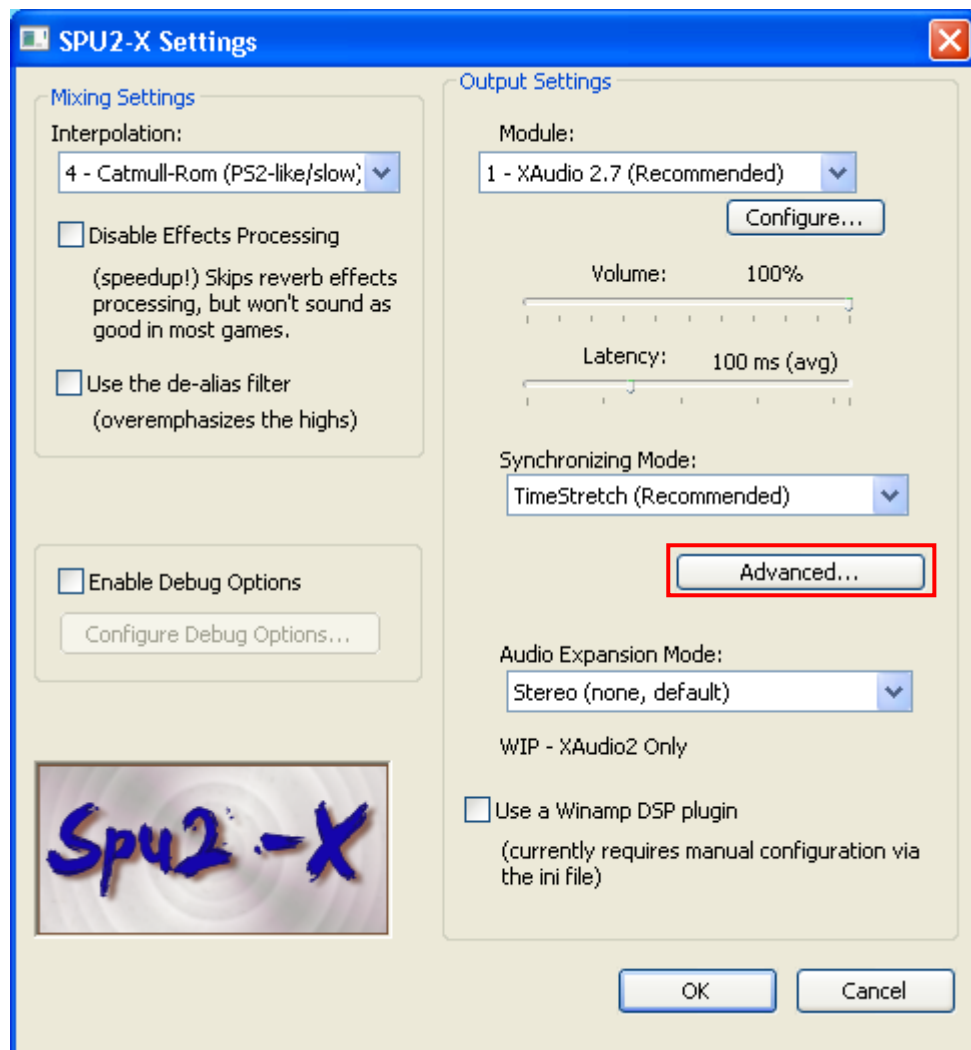 SPU2-X Settings
Mixing Settings
Interpolation:
4 - Catmull-Rom (PS2-like/slow)
Disable Effects Processing
(speedup!) Skips reverb effects
processing, but won't sound as
good in most games.
Use the de-alias filter
(overemphasizes the highs)
Enable Debug Options
Configure Debug Options...
Spu2-X
Output Settings
Module:
1 - XAudio 2.7 (Recommended)
Configure...
Volume: 100%
Latency: 100 ms (avg)
Synchronizing Mode:
TimeStretch (Recommended)
Advanced...
Audio Expansion Mode:
Stereo (none, default)
WIP - XAudio2 Only
Use a Winamp DSP plugin
(currently requires manual configuration via
the ini file)
OK
Cancel